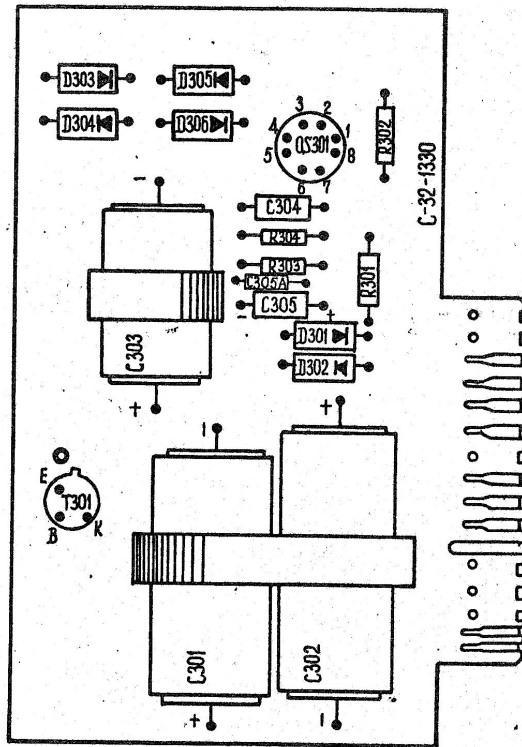 D303
D305
D304
D306
3
2
4
1
QS301
5
8
6
7
R302
C-32-1330
-
C304
R304
R303
R301
C305A
C305
-
+
D301
D302
C303
+
+
-
E
T301
B
K
C301
C302
+
-